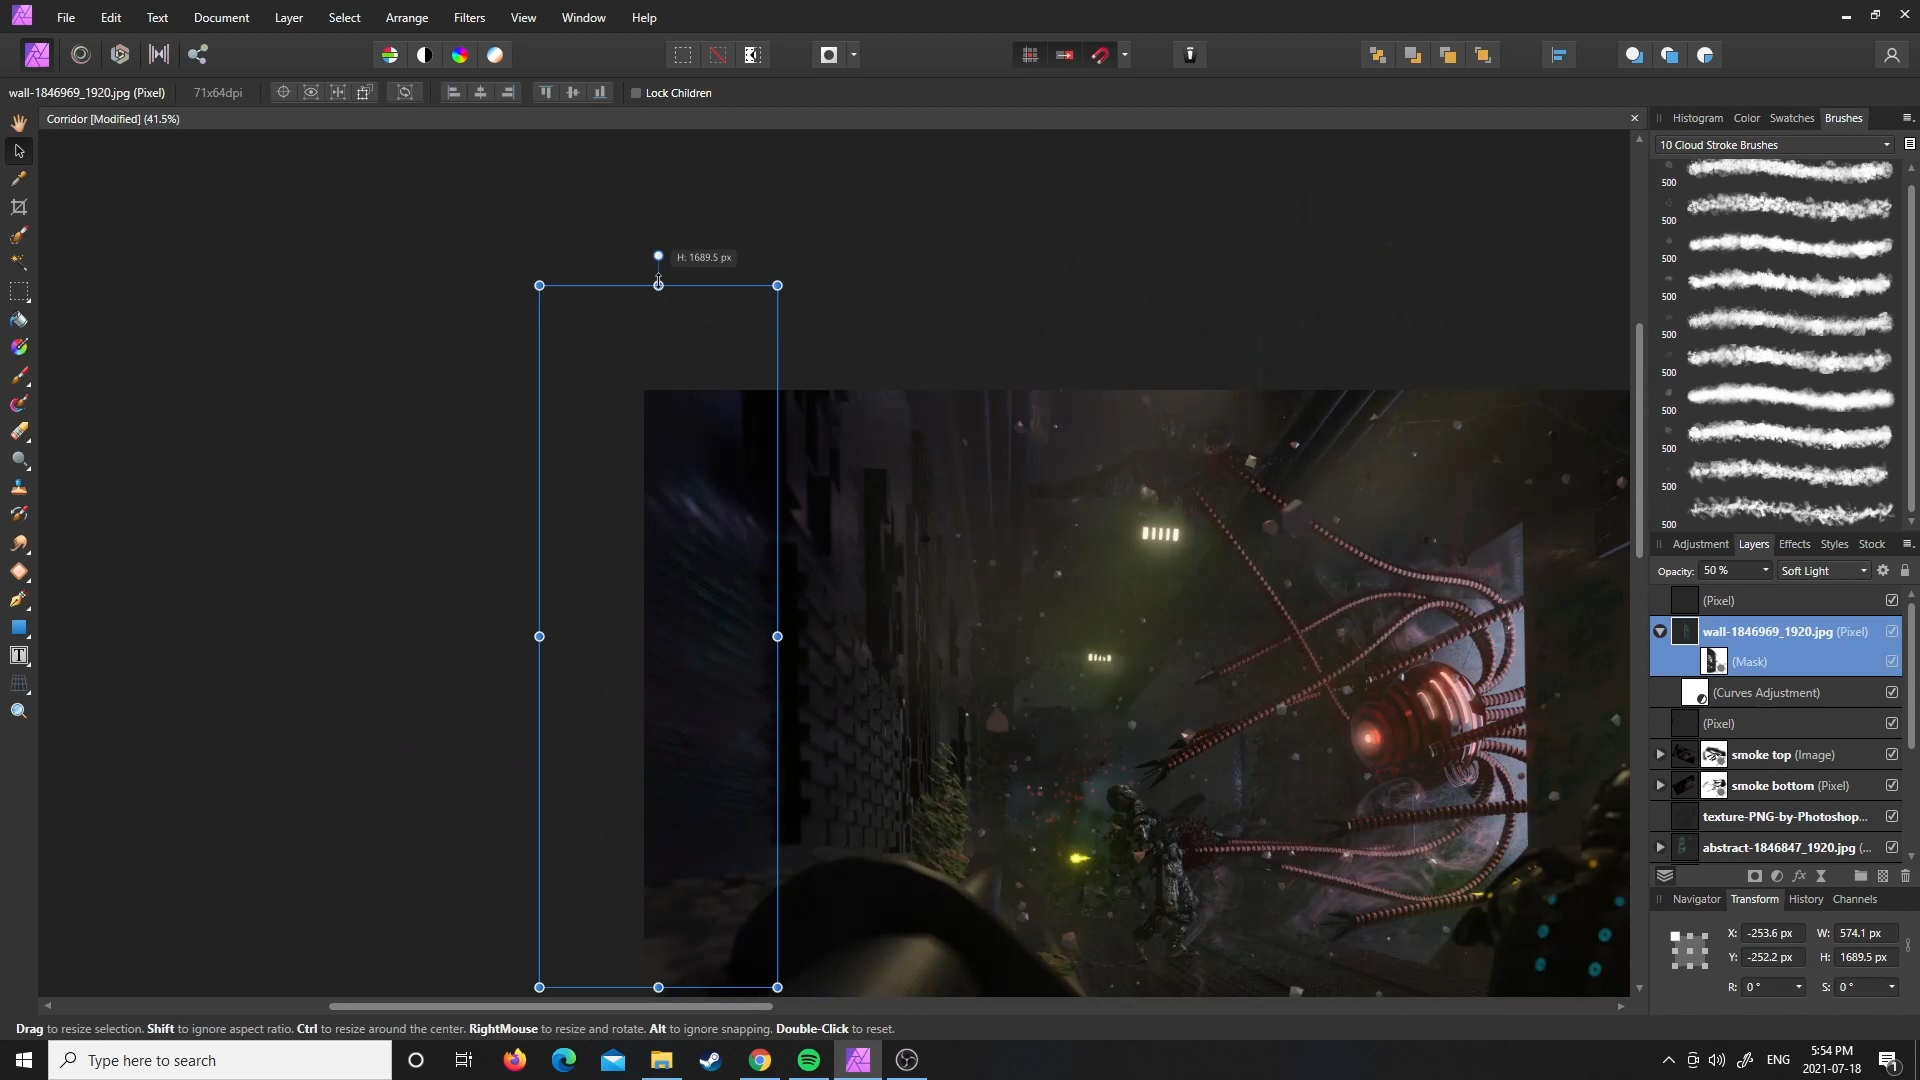 File Edit Text Document Layer Select Arrange Filters View Window Help
wall-1846969_1920.jpg (Pixel) 71x64dpi Lock Children
Corridor [Modified] (41.5%)
Histogram Color Swatches Brushes
10 Cloud Stroke Brushes
500
500
500
500
500
500
500
500
500
500
H: 1689.5 px
Adjustment Layers Effects Styles Stock
Opacity: 50 % Soft Light
(Pixel)
wall-1846969_1920.jpg (Pixel)
(Mask)
(Curves Adjustment)
(Pixel)
smoke top (Image)
smoke bottom (Pixel)
texture-PNG-by-Photoshop...
abstract-1846847_1920.jpg (...
Navigator Transform History Channels
X: -253.6 px W: 574.1 px
Y: -252.2 px H: 1689.5 px
R: 0 ° S: 0 °
Drag to resize selection. Shift to ignore aspect ratio. Ctrl to resize around the center. RightMouse to resize and rotate. Alt to ignore snapping. Double-Click to reset.
Type here to search
ENG
5:54 PM
2021-07-18
1